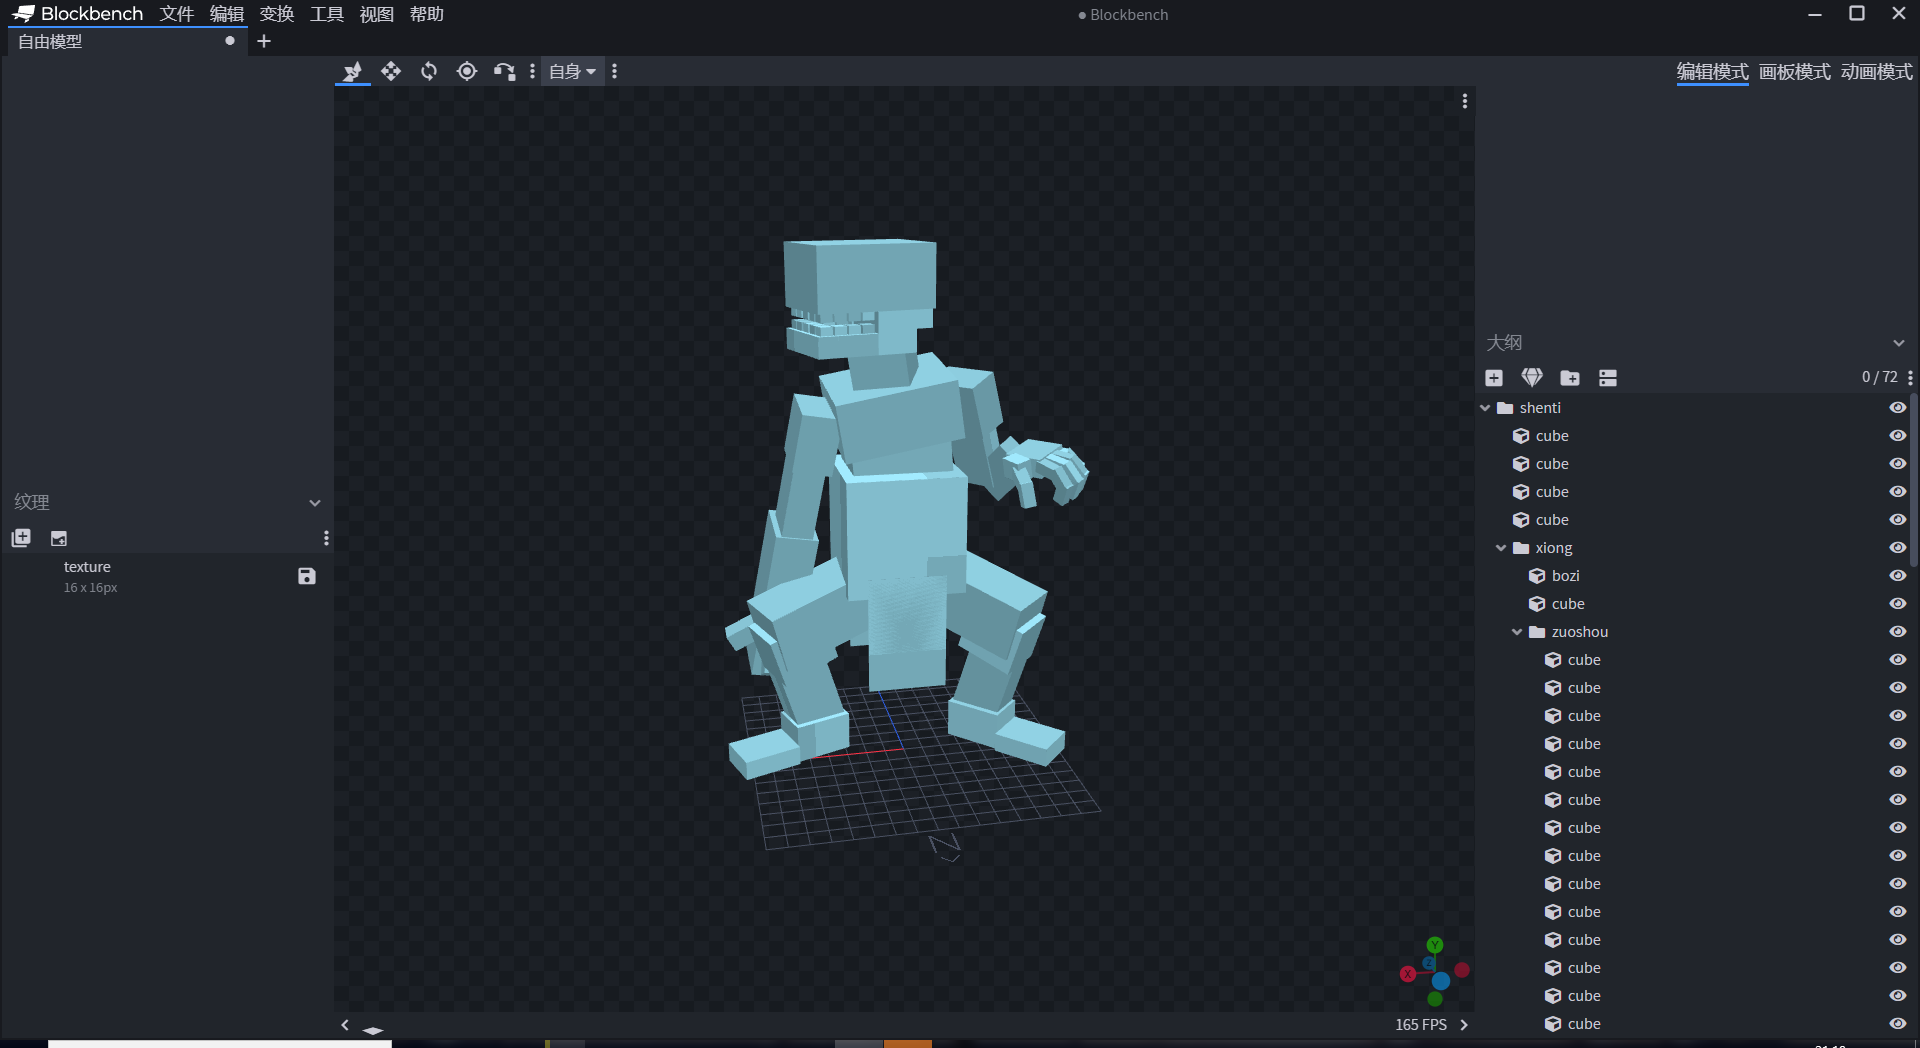 Blockbench 文件 编辑 变换 工具 视图 帮助
Blockbench
自由模型
自身
编辑模式 画板模式 动画模式
大纲
0 / 72
shenti
cube
cube
cube
cube
xiong
bozi
cube
zuoshou
cube
cube
cube
cube
cube
cube
cube
cube
cube
cube
cube
cube
cube
cube
纹理
texture
16 x 16px
N
Y
Z
X
165 FPS